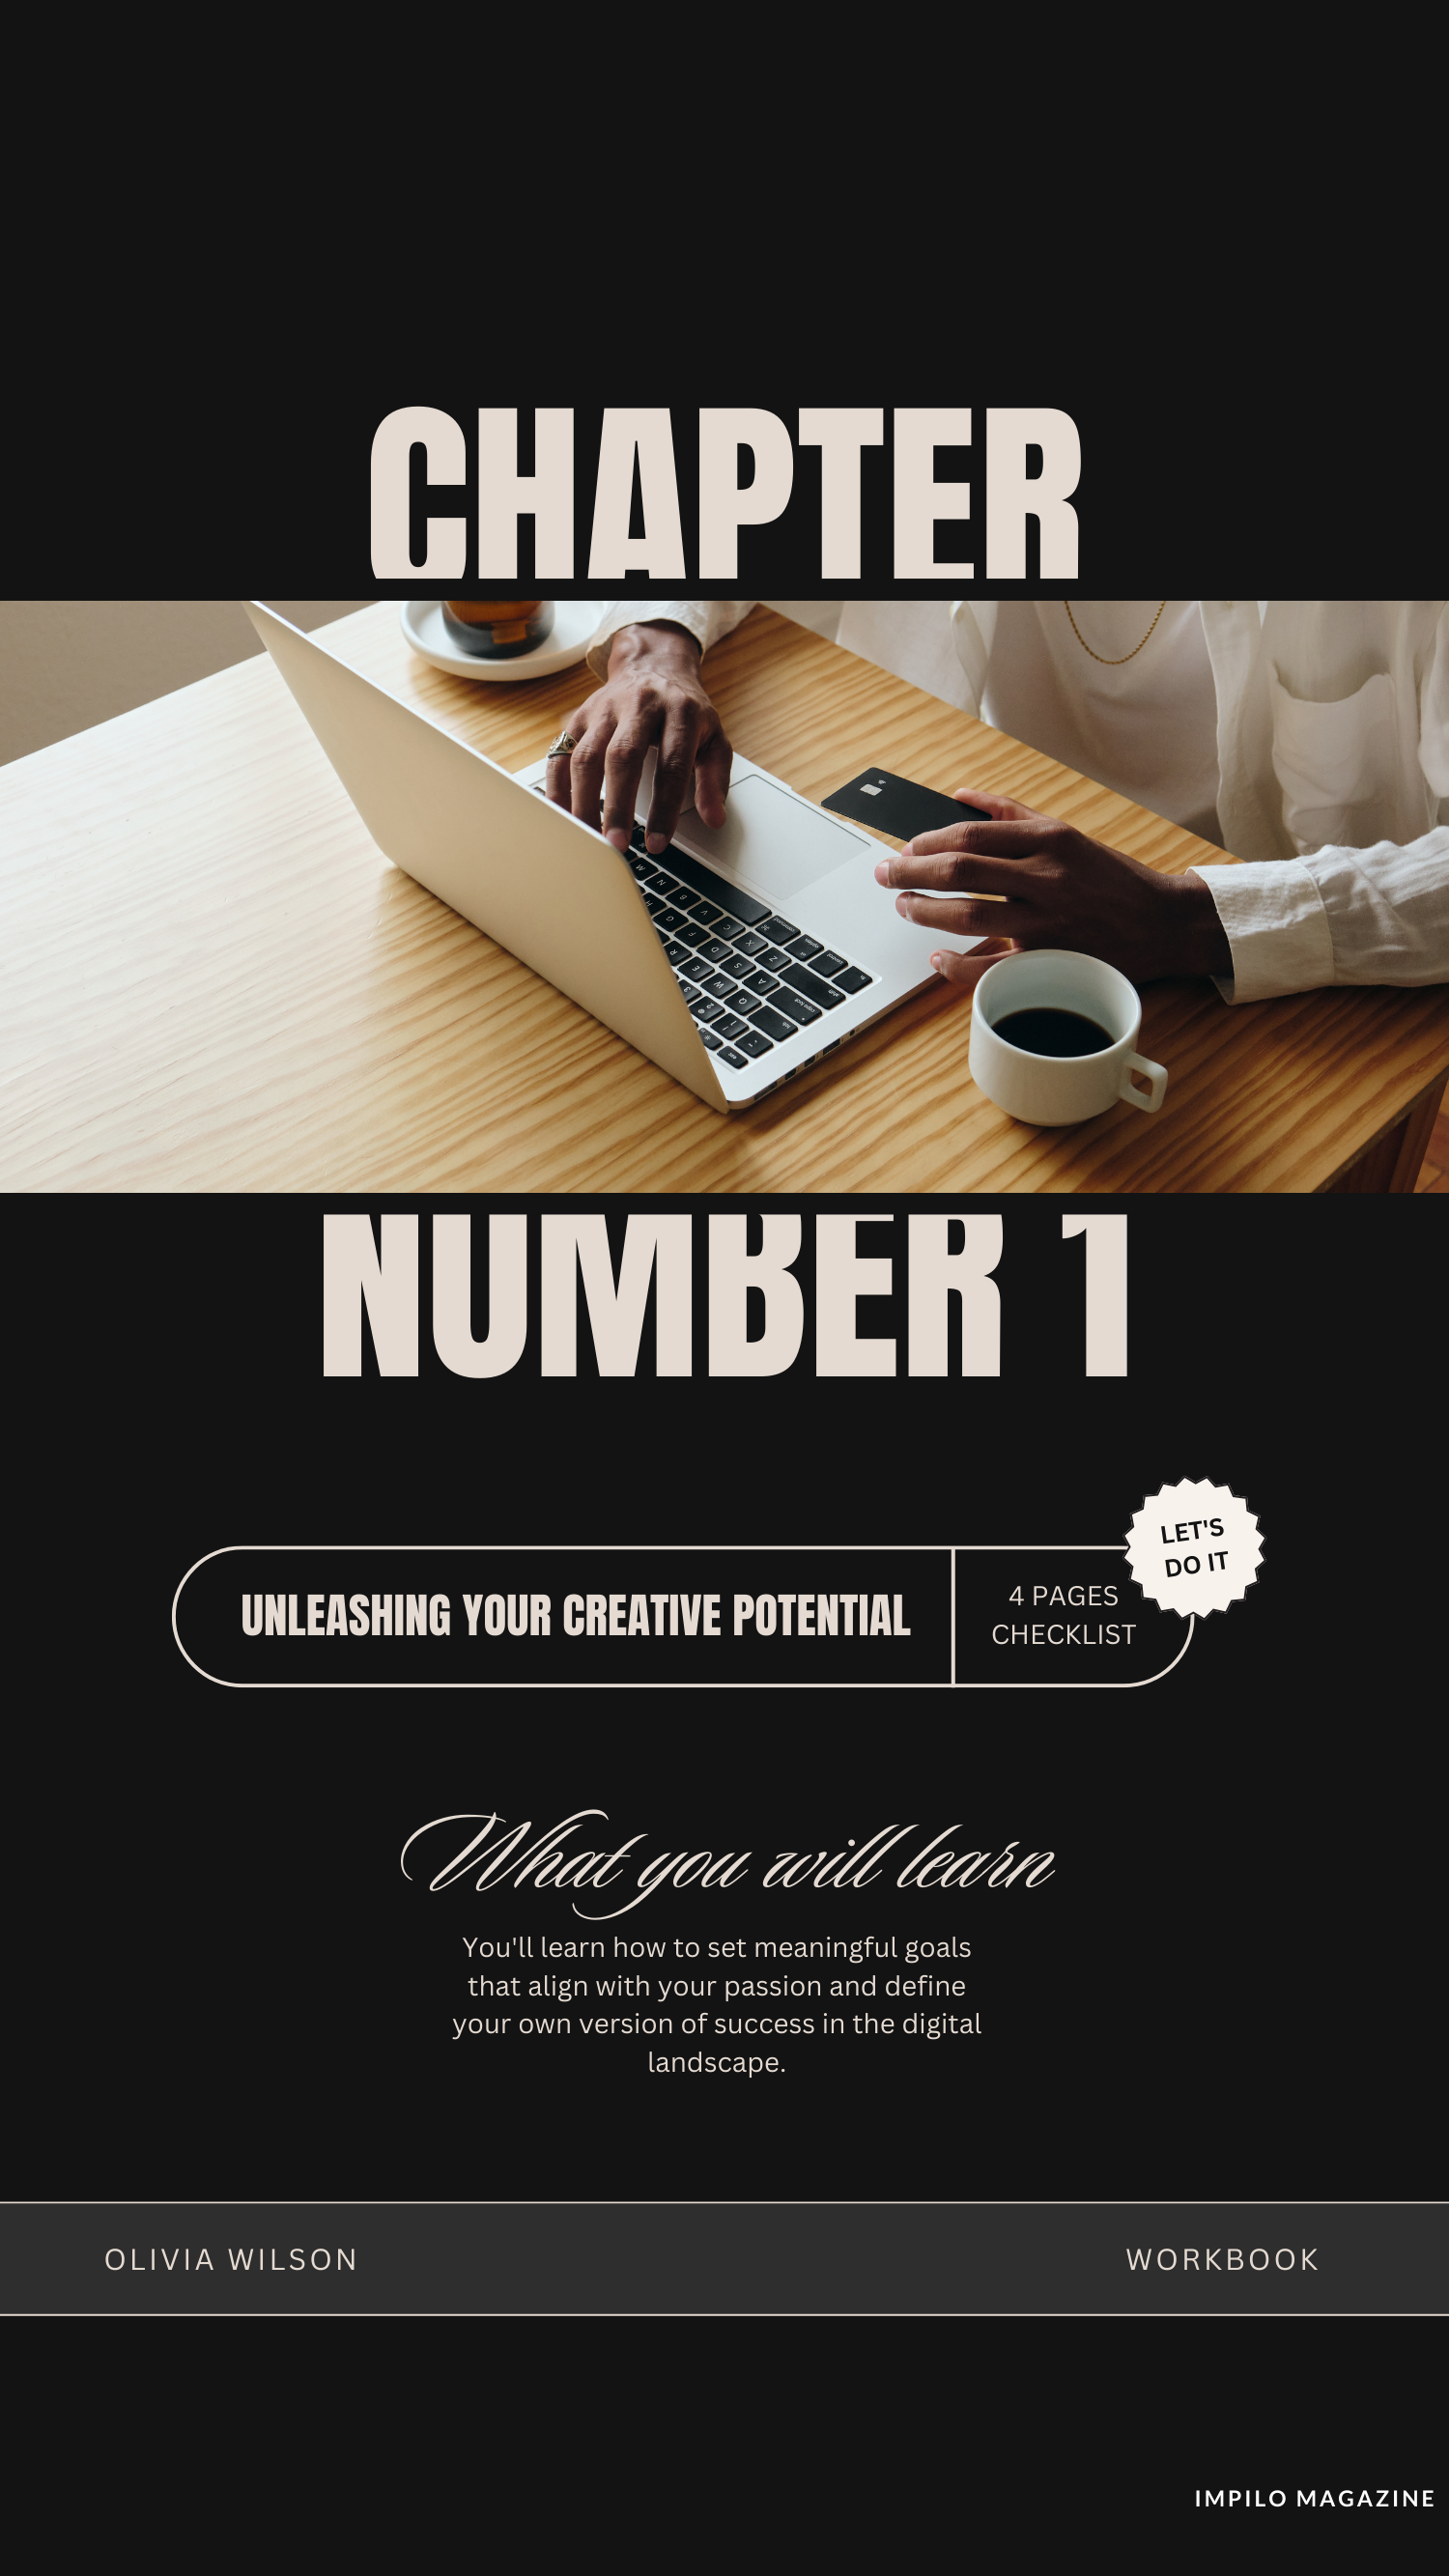 CHAPTER
NUMBER 1
LET'S
DO IT
UNLEASHING YOUR CREATIVE POTENTIAL
4 PAGES
CHECKLIST
What you will learn
You'll learn how to set meaningful goals
that align with your passion and define
your own version of success in the digital
landscape.
OLIVIA WILSON
WORKBOOK
IMPILO MAGAZINE